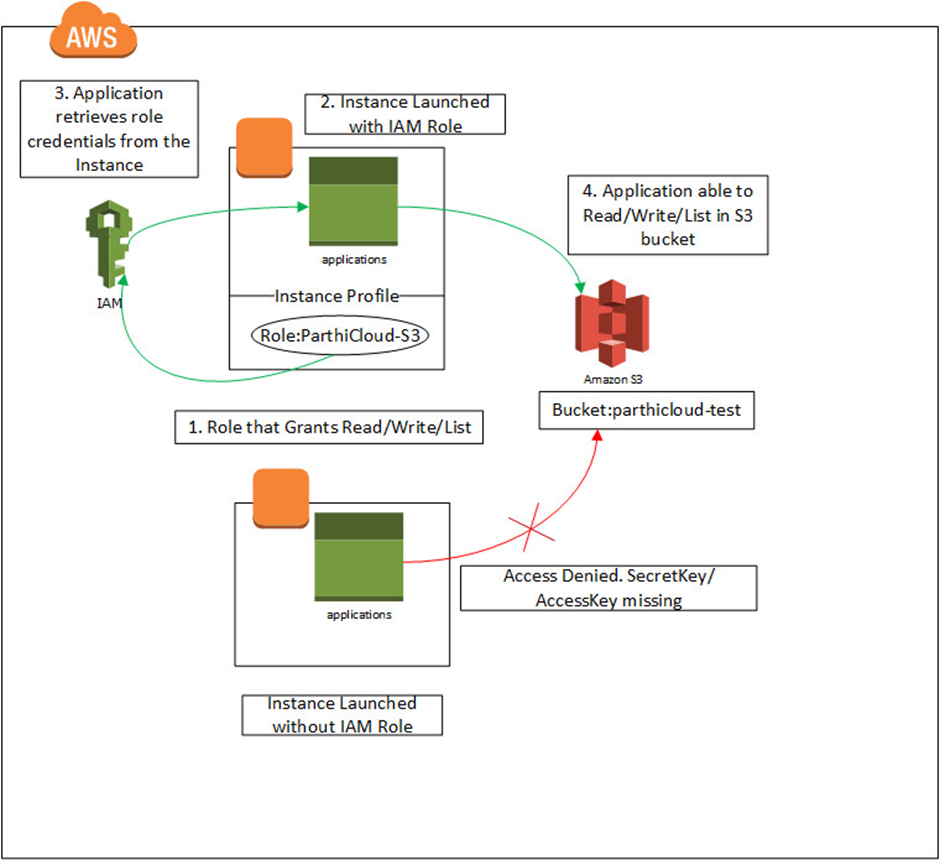 AWS
3. Application
retrieves role
credentials from the
Instance
2. Instance Launched
with IAM Role
4. Application able to
Read/Write/List in S3
bucket
applications
IAM
Instance Profile
Role:ParthiCloud-S3
Amazon S3
Bucket:parthicloud-test
1. Role that Grants Read/Write/List
applications
Access Denied. SecretKey/
AccessKey missing
Instance Launched
without IAM Role